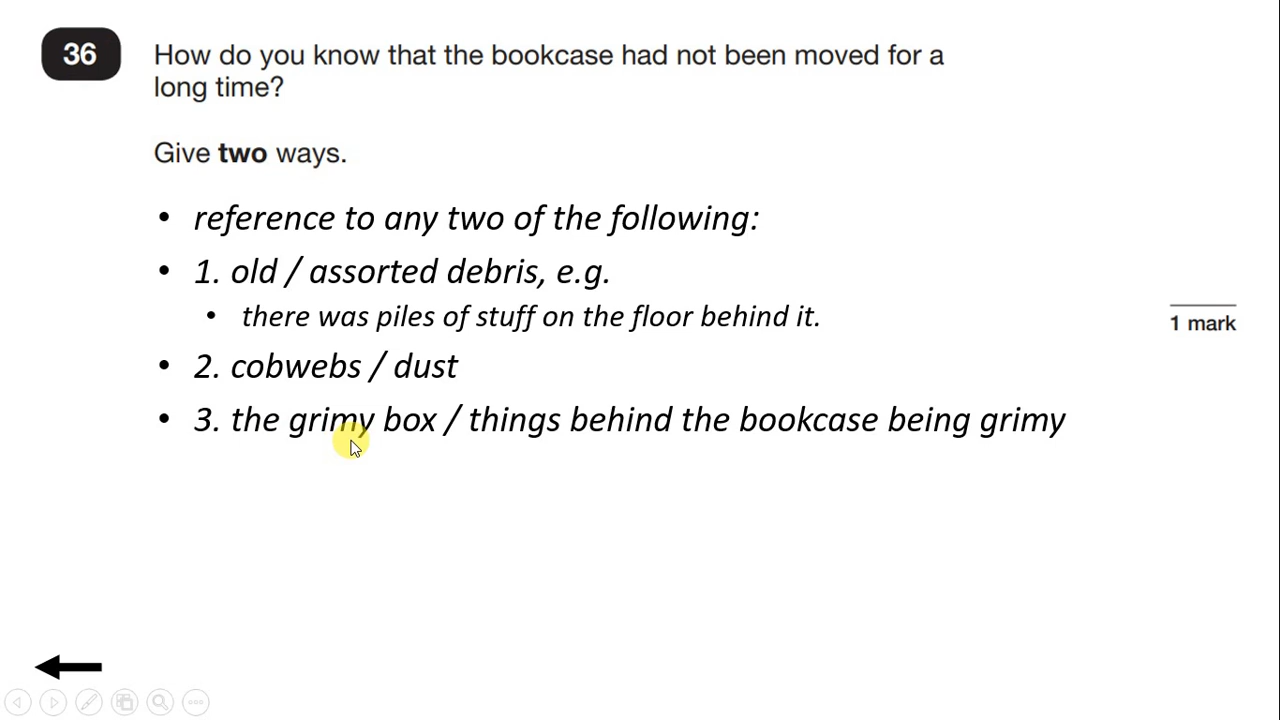 36
How do you know that the bookcase had not been moved for a
long time?
Give two ways.
• reference to any two of the following:
• 1. old / assorted debris, e.g.
• there was piles of stuff on the floor behind it.
1 mark
• 2. cobwebs / dust
• 3. the grimy box / things behind the bookcase being grimy